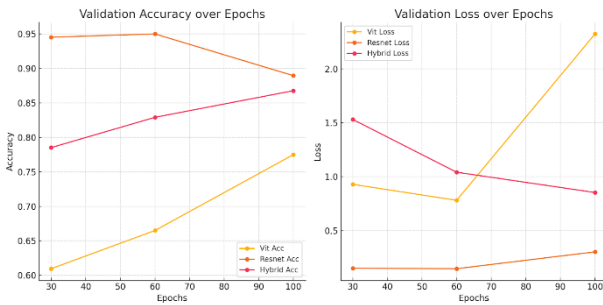 Validation Accuracy over Epochs
0.95
0.90
0.85
0.80
0.75
0.70
0.65
0.60
Accuracy
30 40 50 60 70 80 90 100
Epochs
Vit Acc
Resnet Acc
Hybrid Acc
Validation Loss over Epochs
Vit Loss
Resnet Loss
Hybrid Loss
2.0
1.5
1.0
0.5
Loss
30 40 50 60 70 80 90 100
Epochs